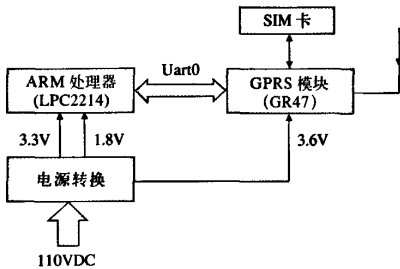 SIM 卡
Uart0
ARM 处理器
(LPC2214)
GPRS 模块
(GR47)
3.3V
1.8V
3.6V
电源转换
110VDC